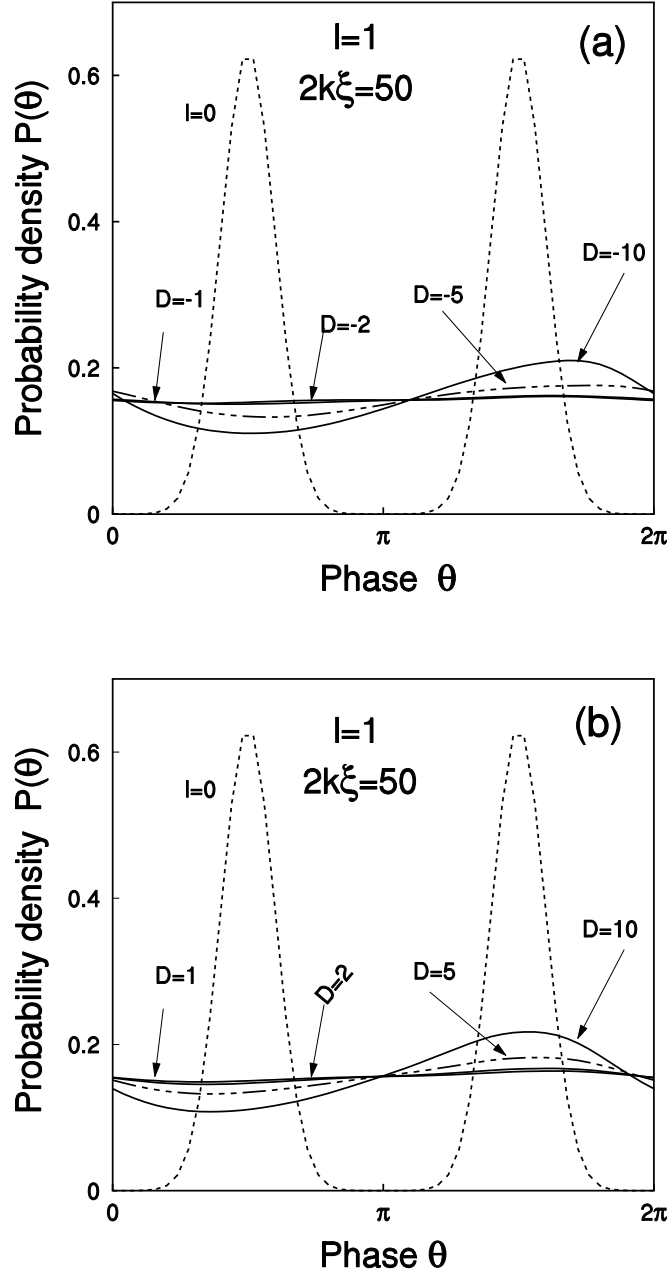 I=1
(a)
2kξ=50
0.6
I=0
D=-10
D=-1
D=-5
D=-2
0.4
0.2
0
0
π
2π
Probability density P(θ)
Phase θ
I=1
(b)
2kξ=50
0.6
I=0
D=10
D=1
D=2
D=5
0.4
0.2
0
0
π
2π
Probability density P(θ)
Phase θ